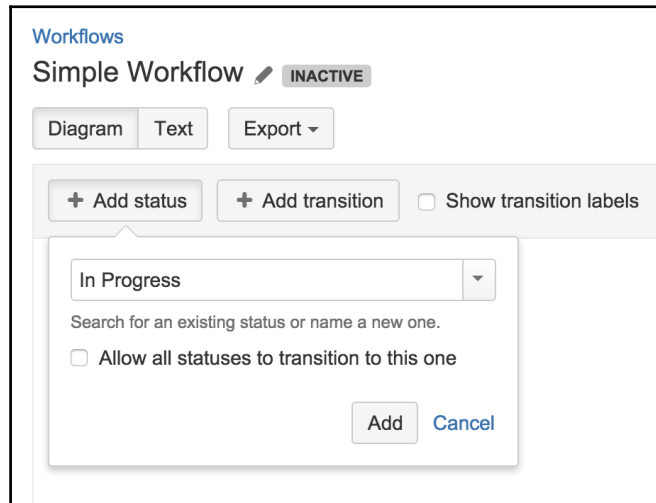 Workflows
Simple Workflow INACTIVE
Diagram Text Export
+ Add status + Add transition Show transition labels
In Progress
Search for an existing status or name a new one.
Allow all statuses to transition to this one
Add Cancel